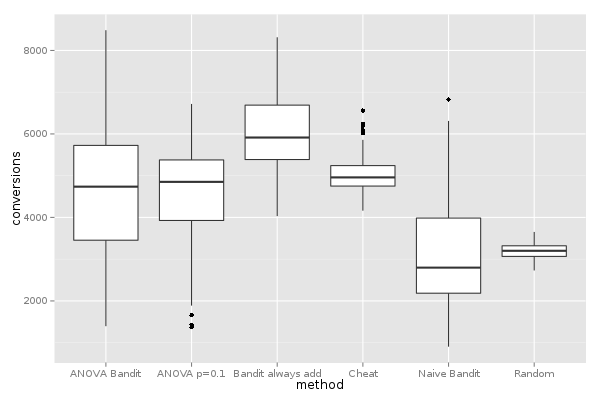 conversions
8000
6000
4000
2000
ANOVA Bandit ANOVA p=0.1 Bandit always add Cheat Naive Bandit Random
method